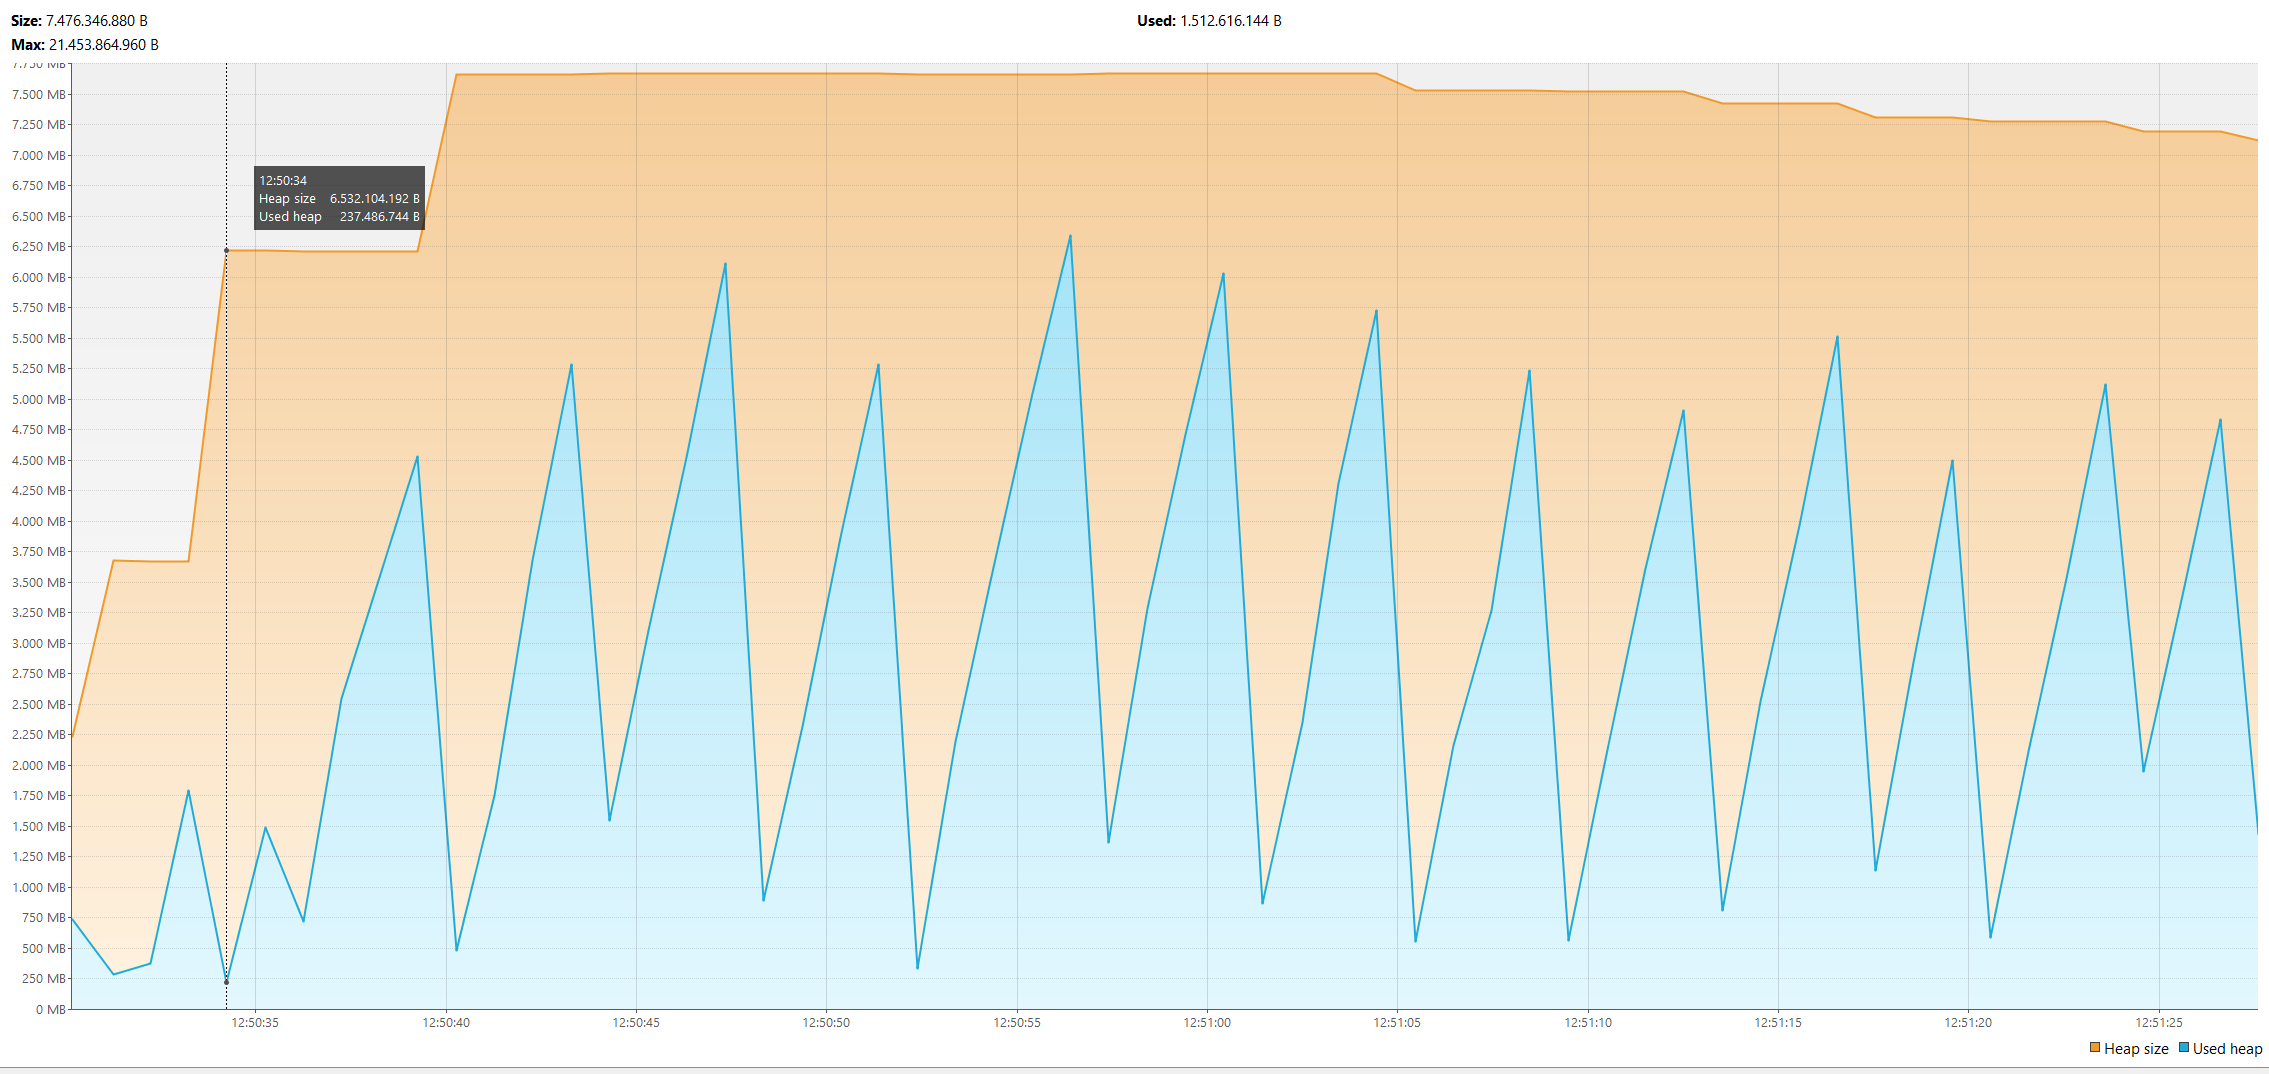 Size: 7.476.346.880 B
Used: 1.512.616.144 B
Max: 21.453.864.960 B
7.750 MB
7.500 MB
7.250 MB
7.000 MB
6.750 MB
6.500 MB
6.250 MB
6.000 MB
5.750 MB
5.500 MB
5.250 MB
5.000 MB
4.750 MB
4.500 MB
4.250 MB
4.000 MB
3.750 MB
3.500 MB
3.250 MB
3.000 MB
2.750 MB
2.500 MB
2.250 MB
2.000 MB
1.750 MB
1.500 MB
1.250 MB
1.000 MB
750 MB
500 MB
250 MB
0 MB
12:50:34
Heap size 6.532.104.192 B
Used heap 237.486.744 B
12:50:35 12:50:40 12:50:45 12:50:50 12:50:55 12:51:00 12:51:05 12:51:10 12:51:15 12:51:20 12:51:25
Heap size Used heap